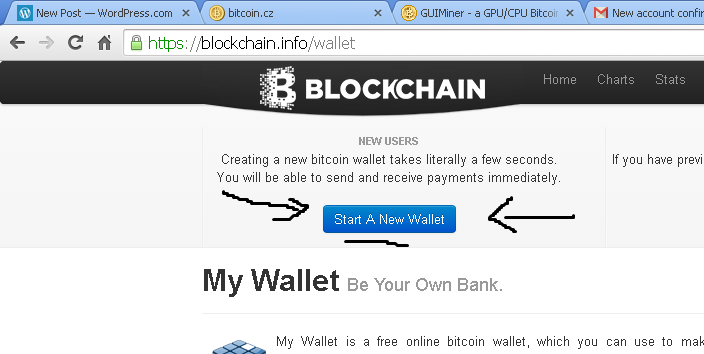 New Post — WordPress.com
bitcoin.cz
GUIMiner - a GPU/CPU Bitcoin
New account confir
https://blockchain.info/wallet
BLOCKCHAIN
Home Charts Stats
NEW USERS
Creating a new bitcoin wallet takes literally a few seconds.
You will be able to send and receive payments immediately.
If you have previ
Start A New Wallet
My Wallet Be Your Own Bank.
My Wallet is a free online bitcoin wallet, which you can use to mak